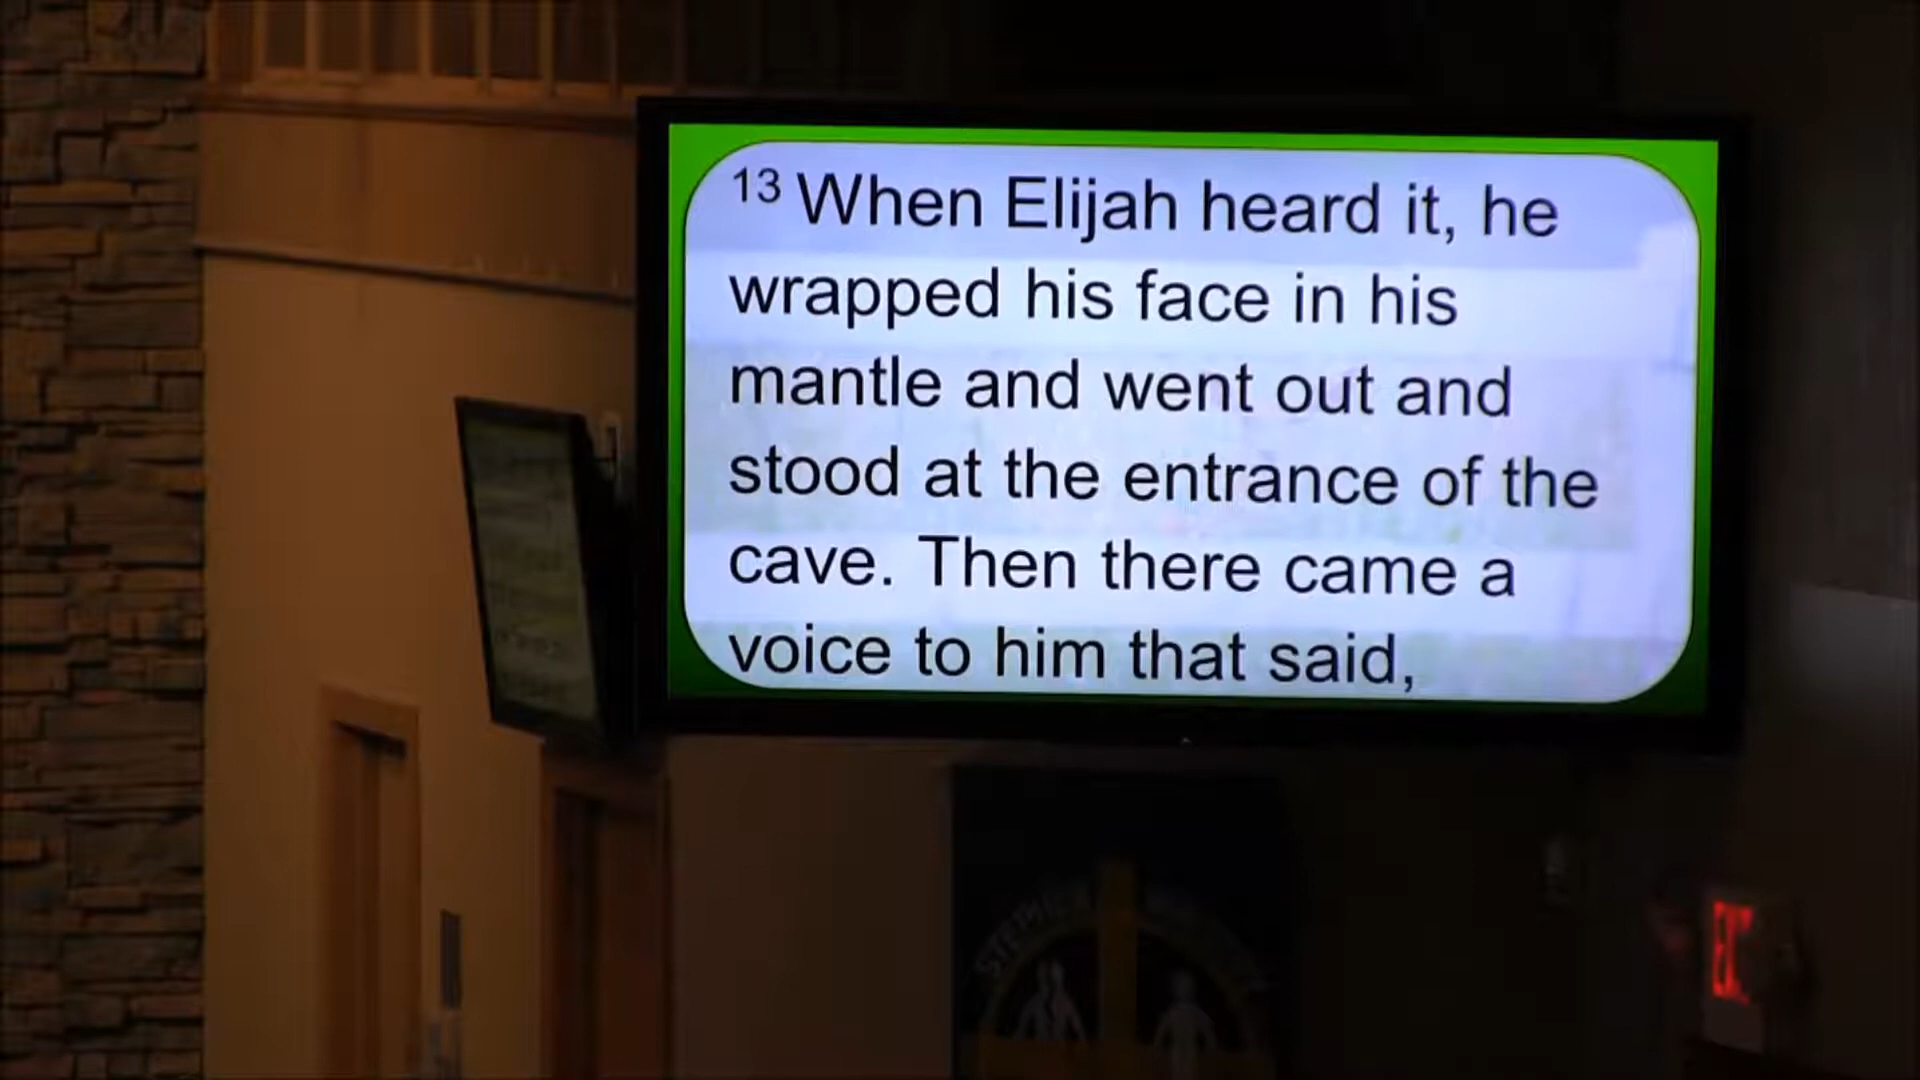 13 When Elijah heard it, he
wrapped his face in his
mantle and went out and
stood at the entrance of the
cave. Then there came a
voice to him that said,